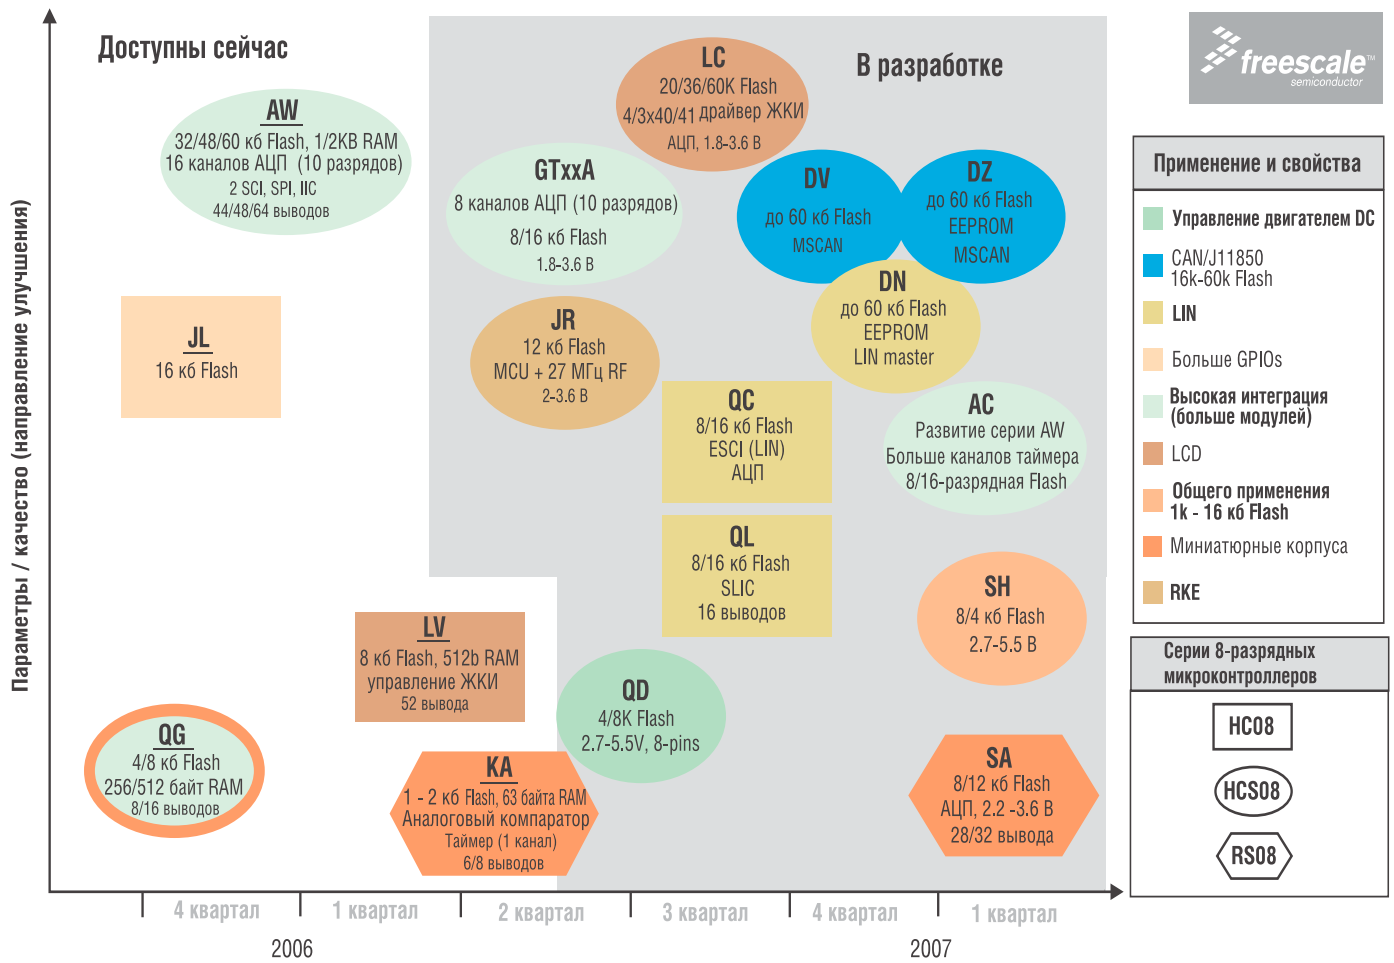 Доступны сейчас
В разработке
freescale™
semiconductor
Параметры / качество (направление улучшения)
AW
32/48/60 кб Flash, 1/2KB RAM
16 каналов АЦП (10 разрядов)
2 SCI, SPI, IIC
44/48/64 выводов
LC
20/36/60K Flash
4/3x40/41 драйвер ЖКИ
АЦП, 1.8-3.6 В
GTxxA
8 каналов АЦП (10 разрядов)
8/16 кб Flash
1.8-3.6 В
DV
до 60 кб Flash
MSCAN
DZ
до 60 кб Flash
EEPROM
MSCAN
DN
до 60 кб Flash
EEPROM
LIN master
JL
16 кб Flash
JR
12 кб Flash
MCU + 27 МГц RF
2-3.6 В
QC
8/16 кб Flash
ESCI (LIN)
АЦП
AC
Развитие серии AW
Больше каналов таймера
8/16-разрядная Flash
QL
8/16 кб Flash
SLIC
16 выводов
SH
8/4 кб Flash
2.7-5.5 В
LV
8 кб Flash, 512b RAM
управление ЖКИ
52 вывода
QD
4/8K Flash
2.7-5.5V, 8-pins
QG
4/8 кб Flash
256/512 байт RAM
8/16 выводов
KA
1 - 2 кб Flash, 63 байта RAM
Аналоговый компаратор
Таймер (1 канал)
6/8 выводов
SA
8/12 кб Flash
АЦП, 2.2 -3.6 В
28/32 вывода
4 квартал
1 квартал
2 квартал
3 квартал
4 квартал
1 квартал
2006
2007
Применение и свойства
Управление двигателем DC
CAN/J11850
16k-60k Flash
LIN
Больше GPIOs
Высокая интеграция
(больше модулей)
LCD
Общего применения
1k - 16 кб Flash
Миниатюрные корпуса
RKE
Серии 8-разрядных
микроконтроллеров
HC08
HCS08
RS08